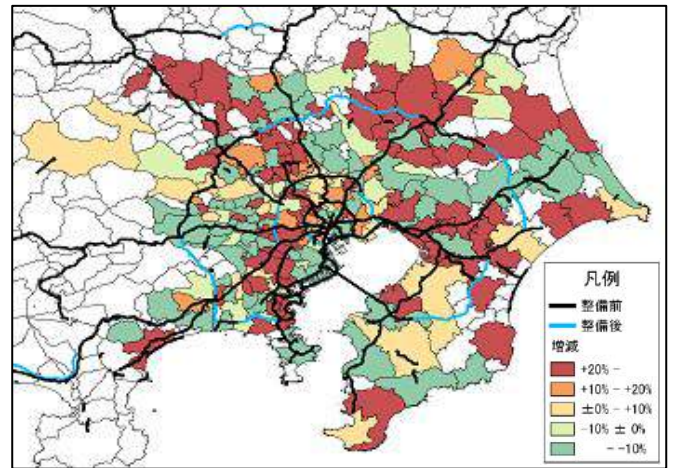 凡例
整備前
整備後
増減
+20% -
+10% - +20%
±0% - +10%
-10% ± 0%
- -10%